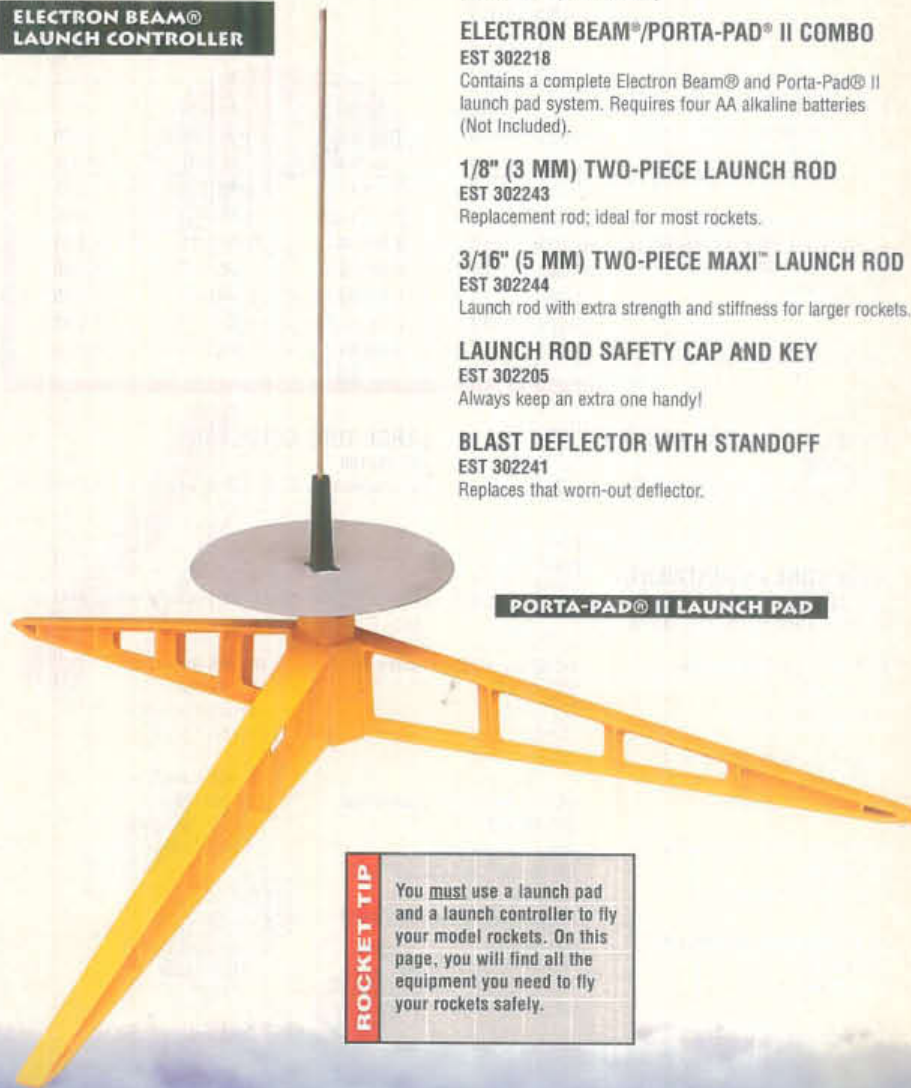 ELECTRON BEAM®
LAUNCH CONTROLLER
ELECTRON BEAM®/PORTA-PAD® II COMBO
EST 302218
Contains a complete Electron Beam® and Porta-Pad® II
launch pad system. Requires four AA alkaline batteries
(Not Included).
1/8" (3 MM) TWO-PIECE LAUNCH ROD
EST 302243
Replacement rod; ideal for most rockets.
3/16" (5 MM) TWO-PIECE MAXI™ LAUNCH ROD
EST 302244
Launch rod with extra strength and stiffness for larger rockets.
LAUNCH ROD SAFETY CAP AND KEY
EST 302205
Always keep an extra one handy!
BLAST DEFLECTOR WITH STANDOFF
EST 302241
Replaces that worn-out deflector.
PORTA-PAD® II LAUNCH PAD
ROCKET TIP
You must use a launch pad
and a launch controller to fly
your model rockets. On this
page, you will find all the
equipment you need to fly
your rockets safely.